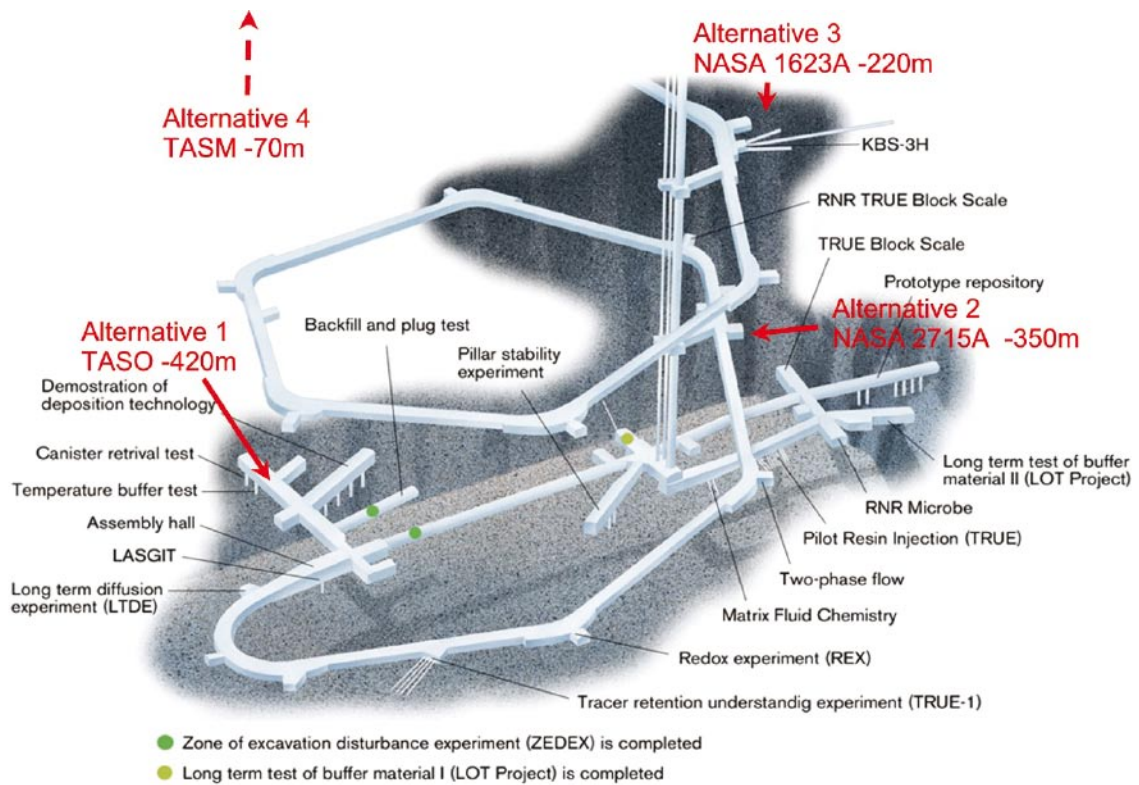 Alternative 3
NASA 1623A -220m
Alternative 4
TASM -70m
KBS-3H
RNR TRUE Block Scale
TRUE Block Scale
Prototype repository
Alternative 1
TASO -420m
Backfill and plug test
Alternative 2
NASA 2715A -350m
Pillar stability
experiment
Demostration of
deposition technology
Canister retrival test
Temperature buffer test
Assembly hall
LASGIT
Long term diffusion
experiment (LTDE)
Long term test of buffer
material II (LOT Project)
RNR Microbe
Pilot Resin Injection (TRUE)
Two-phase flow
Matrix Fluid Chemistry
Redox experiment (REX)
Tracer retention understandig experiment (TRUE-1)
Zone of excavation disturbance experiment (ZEDEX) is completed
Long term test of buffer material I (LOT Project) is completed